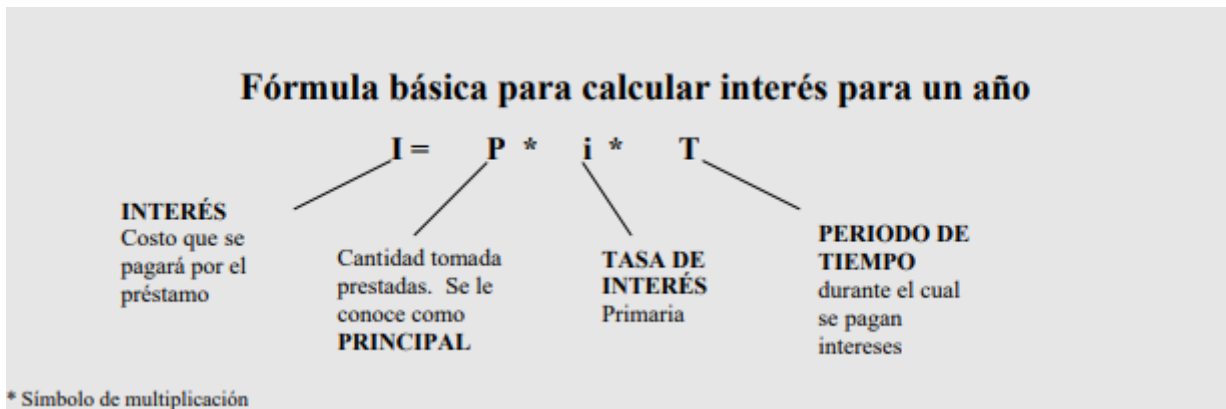 Fórmula básica para calcular interés para un año
I = P * i * T
INTERÉS
Costo que se
pagará por el
préstamo
Cantidad tomada
prestadas. Se le
conoce como
PRINCIPAL
TASA DE
INTERÉS
Primaria
PERIODO DE
TIEMPO
durante el cual
se pagan
intereses
* Símbolo de multiplicación